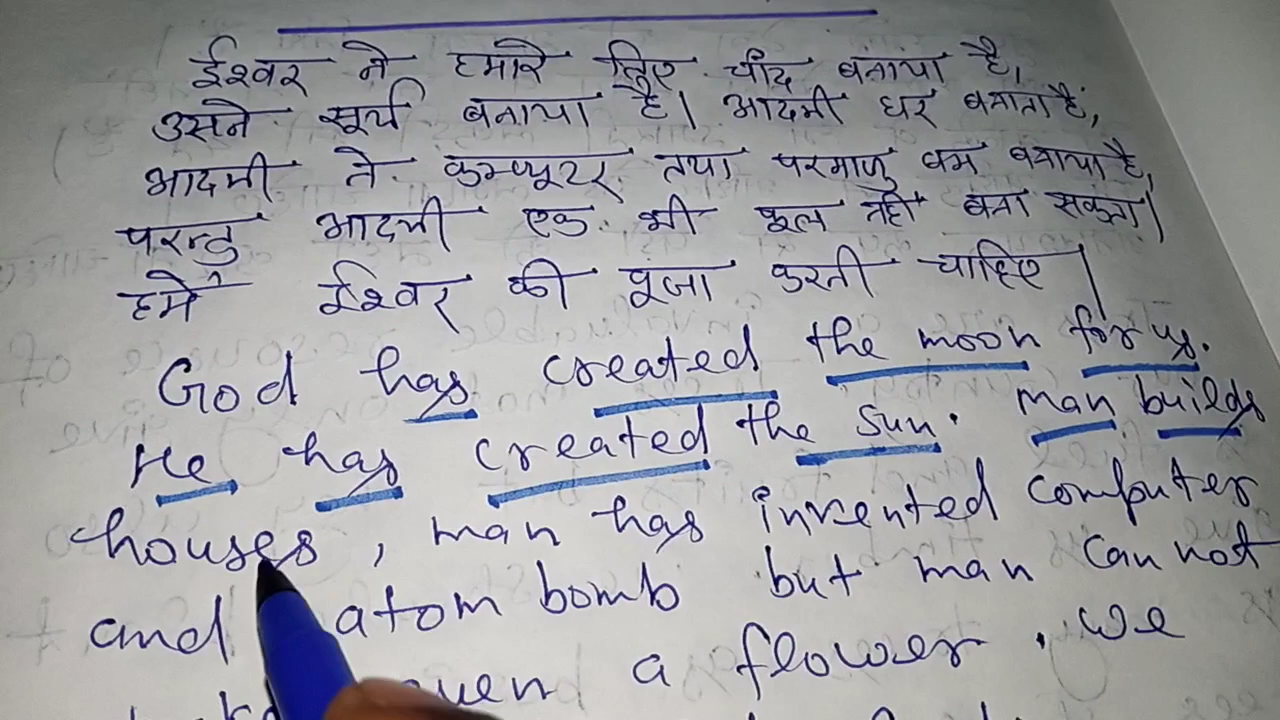 ईश्वर ने हमारे लिए चाँद बनाया है,
उसने सूर्य बनाया है। आदमी घर बनाता है,
आदमी ने कम्प्यूटर तथा परमाणु बम बनाया है,
परन्तु आदमी एक भी फूल नही बना सकता।
हमें ईश्वर की पूजा करनी चाहिए।
God has created the moon for us.
He has created the sun. man builds
houses, man has invented computer
and atom bomb but man can not
even a flower. we